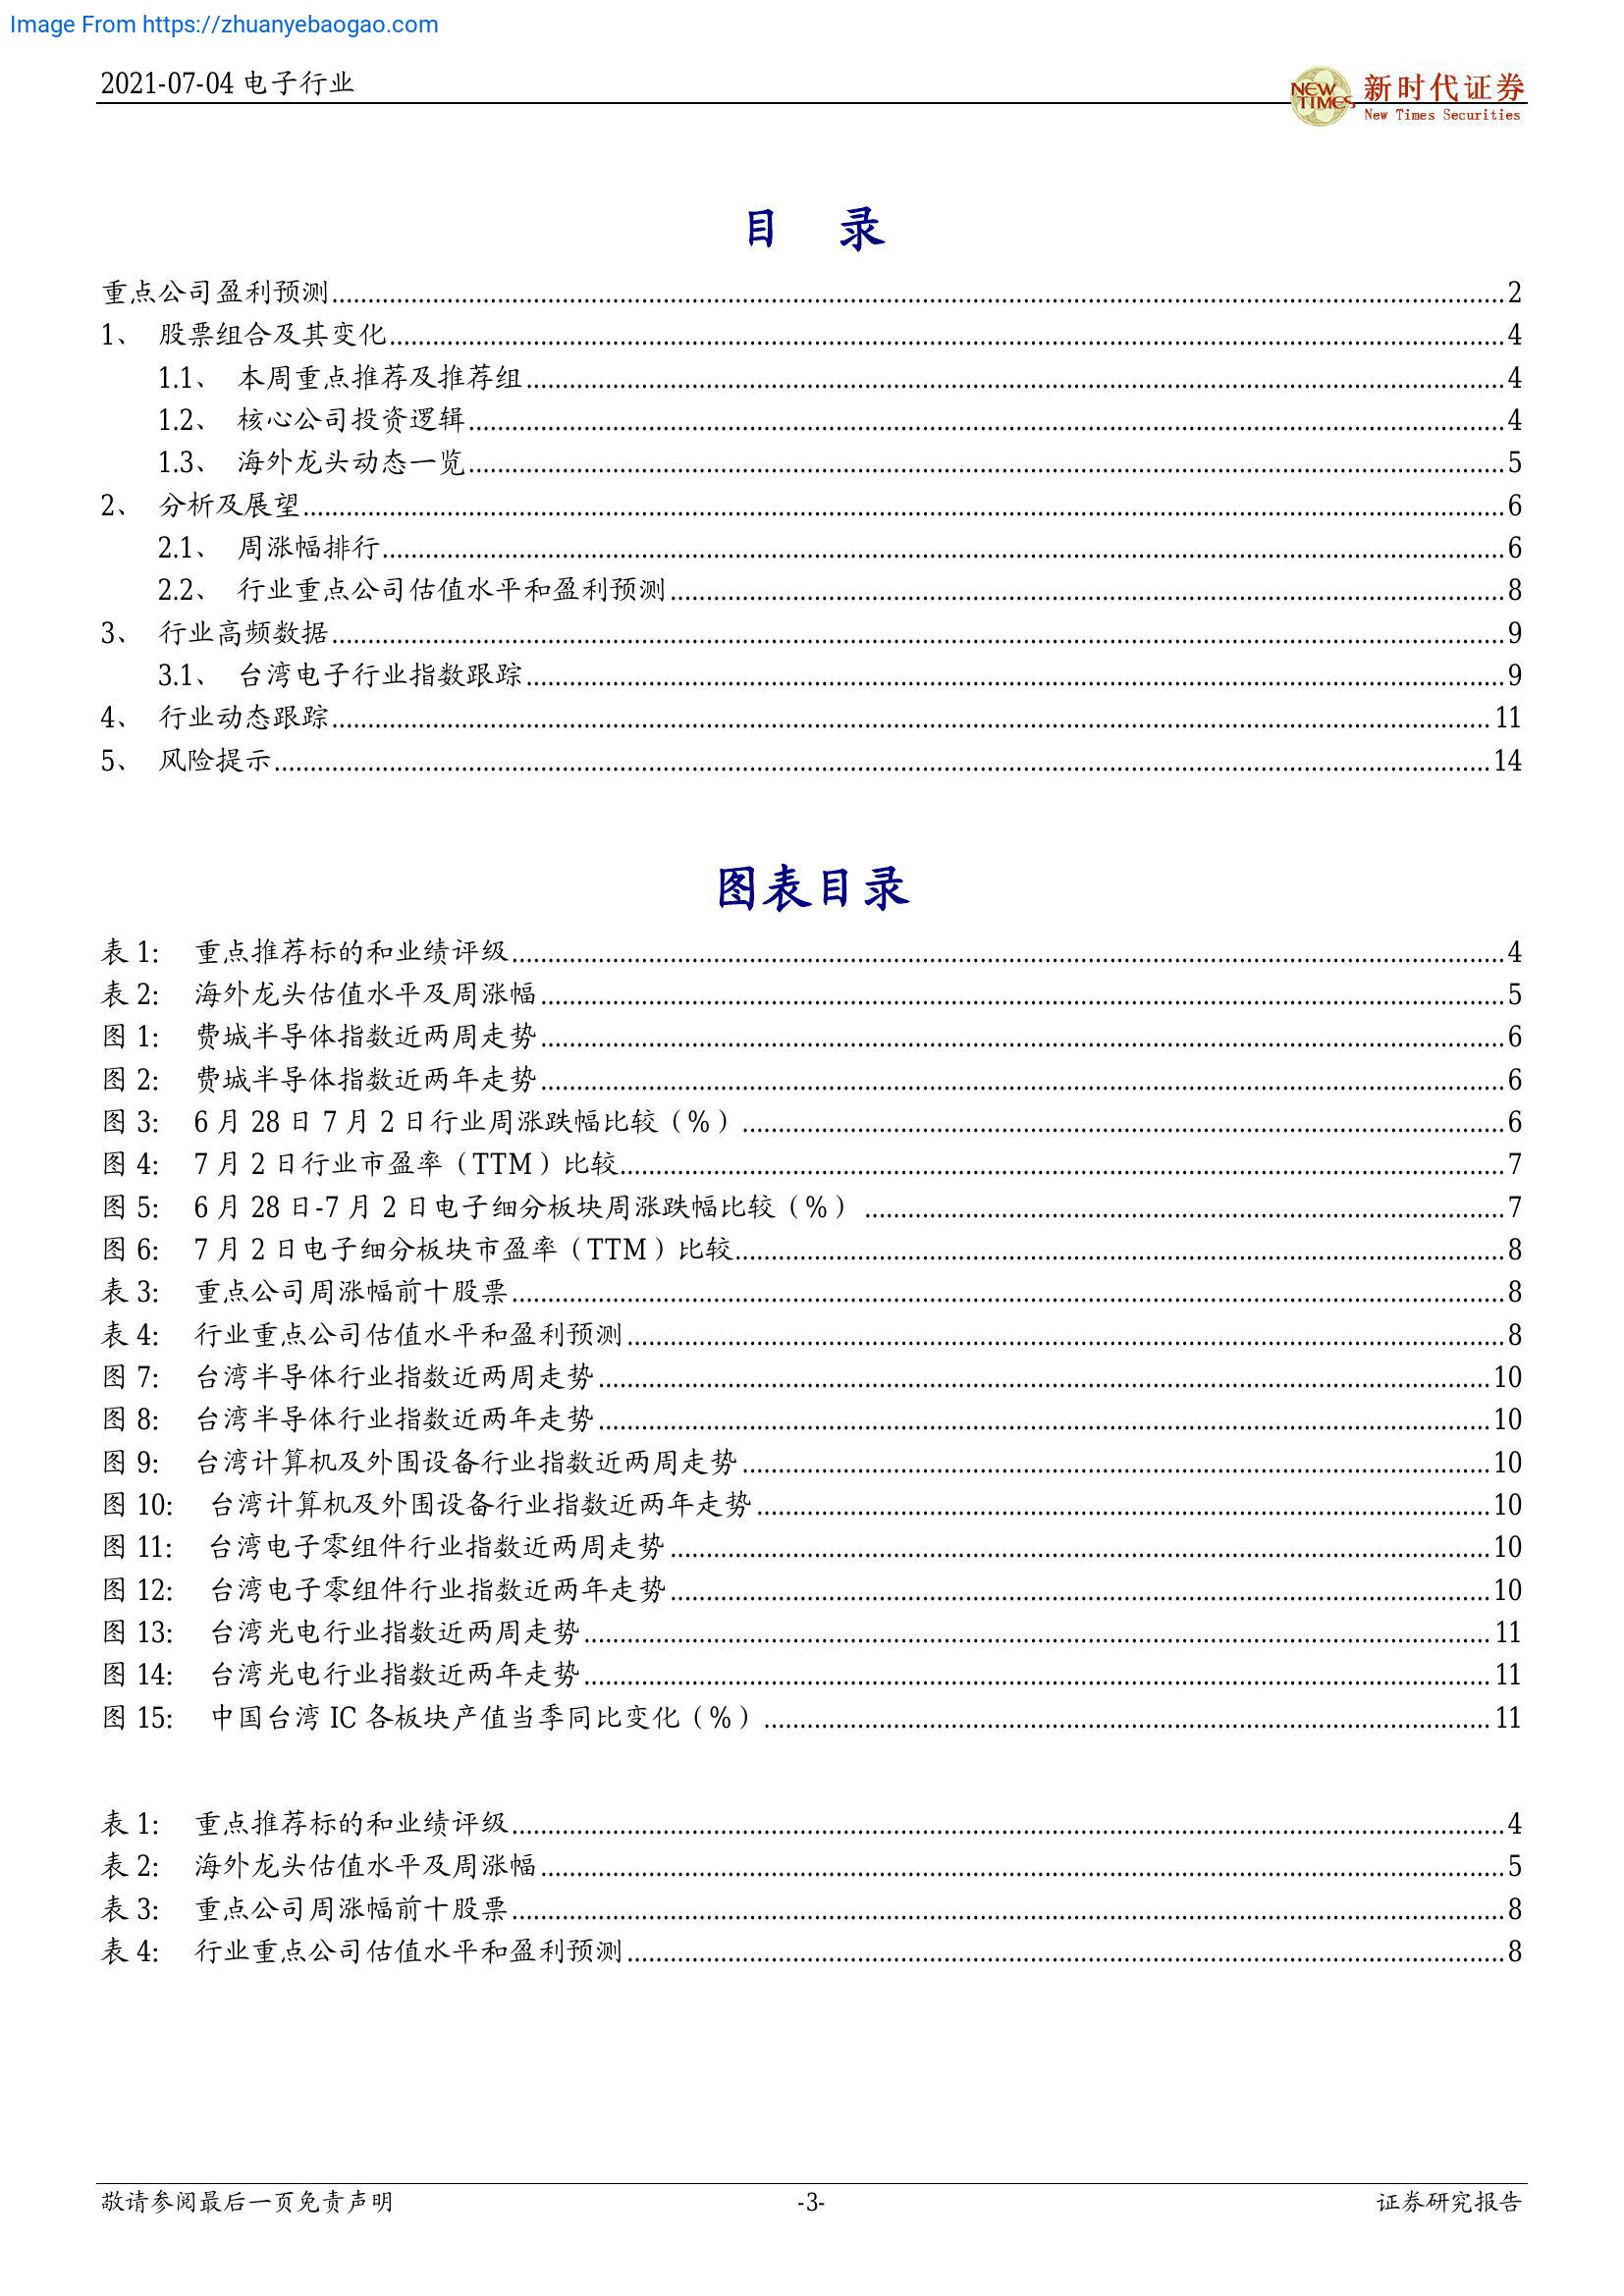 Image From https://zhuanyebaogao.com
2021-07-04 电子行业
NEW TIMES
新时代证券
New Times Securities
目 录
重点公司盈利预测 2
1、 股票组合及其变化 4
1.1、 本周重点推荐及推荐组 4
1.2、 核心公司投资逻辑 4
1.3、 海外龙头动态一览 5
2、 分析及展望 6
2.1、 周涨幅排行 6
2.2、 行业重点公司估值水平和盈利预测 8
3、 行业高频数据 9
3.1、 台湾电子行业指数跟踪 9
4、 行业动态跟踪 11
5、 风险提示 14
图表目录
表 1: 重点推荐标的和业绩评级 4
表 2: 海外龙头估值水平及周涨幅 5
图 1: 费城半导体指数近两周走势 6
图 2: 费城半导体指数近两年走势 6
图 3: 6 月 28 日 7 月 2 日行业周涨跌幅比较（%） 6
图 4: 7 月 2 日行业市盈率（TTM）比较 7
图 5: 6 月 28 日-7 月 2 日电子细分板块周涨跌幅比较（%） 7
图 6: 7 月 2 日电子细分板块市盈率（TTM）比较 8
表 3: 重点公司周涨幅前十股票 8
表 4: 行业重点公司估值水平和盈利预测 8
图 7: 台湾半导体行业指数近两周走势 10
图 8: 台湾半导体行业指数近两年走势 10
图 9: 台湾计算机及外围设备行业指数近两周走势 10
图 10: 台湾计算机及外围设备行业指数近两年走势 10
图 11: 台湾电子零组件行业指数近两周走势 10
图 12: 台湾电子零组件行业指数近两年走势 10
图 13: 台湾光电行业指数近两周走势 11
图 14: 台湾光电行业指数近两年走势 11
图 15: 中国台湾 IC 各板块产值当季同比变化（%） 11
表 1: 重点推荐标的和业绩评级 4
表 2: 海外龙头估值水平及周涨幅 5
表 3: 重点公司周涨幅前十股票 8
表 4: 行业重点公司估值水平和盈利预测 8
敬请参阅最后一页免责声明
-3-
证券研究报告